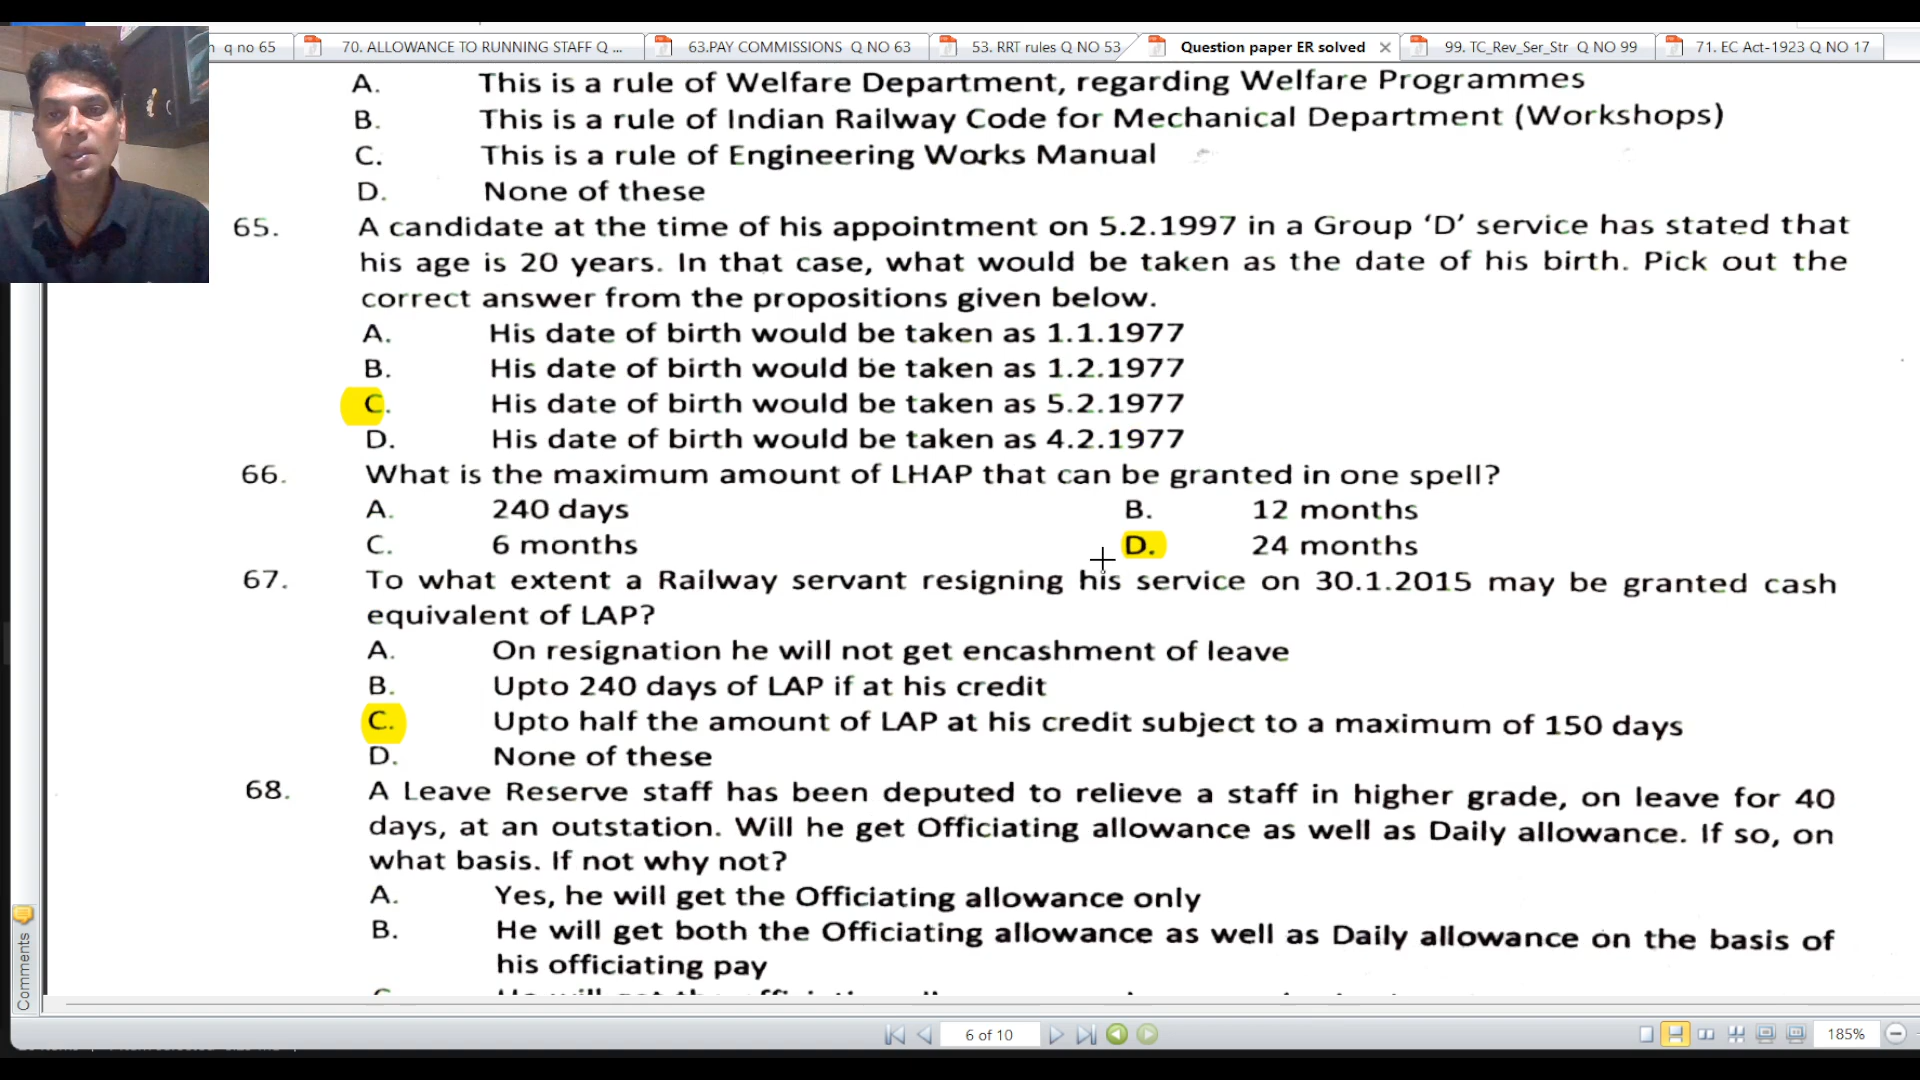 q no 65
70. ALLOWANCE TO RUNNING STAFF Q ...
63.PAY COMMISSIONS Q NO 63
53. RRT rules Q NO 53
Question paper ER solved
99. TC_Rev_Ser_Str Q NO 99
71. EC Act-1923 Q NO 17
A. This is a rule of Welfare Department, regarding Welfare Programmes
B. This is a rule of Indian Railway Code for Mechanical Department (Workshops)
C. This is a rule of Engineering Works Manual
D. None of these
65. A candidate at the time of his appointment on 5.2.1997 in a Group ‘D’ service has stated that
his age is 20 years. In that case, what would be taken as the date of his birth. Pick out the
correct answer from the propositions given below.
A. His date of birth would be taken as 1.1.1977
B. His date of birth would be taken as 1.2.1977
C. His date of birth would be taken as 5.2.1977
D. His date of birth would be taken as 4.2.1977
66. What is the maximum amount of LHAP that can be granted in one spell?
A. 240 days B. 12 months
C. 6 months D. 24 months
67. To what extent a Railway servant resigning his service on 30.1.2015 may be granted cash
equivalent of LAP?
A. On resignation he will not get encashment of leave
B. Upto 240 days of LAP if at his credit
C. Upto half the amount of LAP at his credit subject to a maximum of 150 days
D. None of these
68. A Leave Reserve staff has been deputed to relieve a staff in higher grade, on leave for 40
days, at an outstation. Will he get Officiating allowance as well as Daily allowance. If so, on
what basis. If not why not?
A. Yes, he will get the Officiating allowance only
B. He will get both the Officiating allowance as well as Daily allowance on the basis of
his officiating pay
Comments
6 of 10
185%